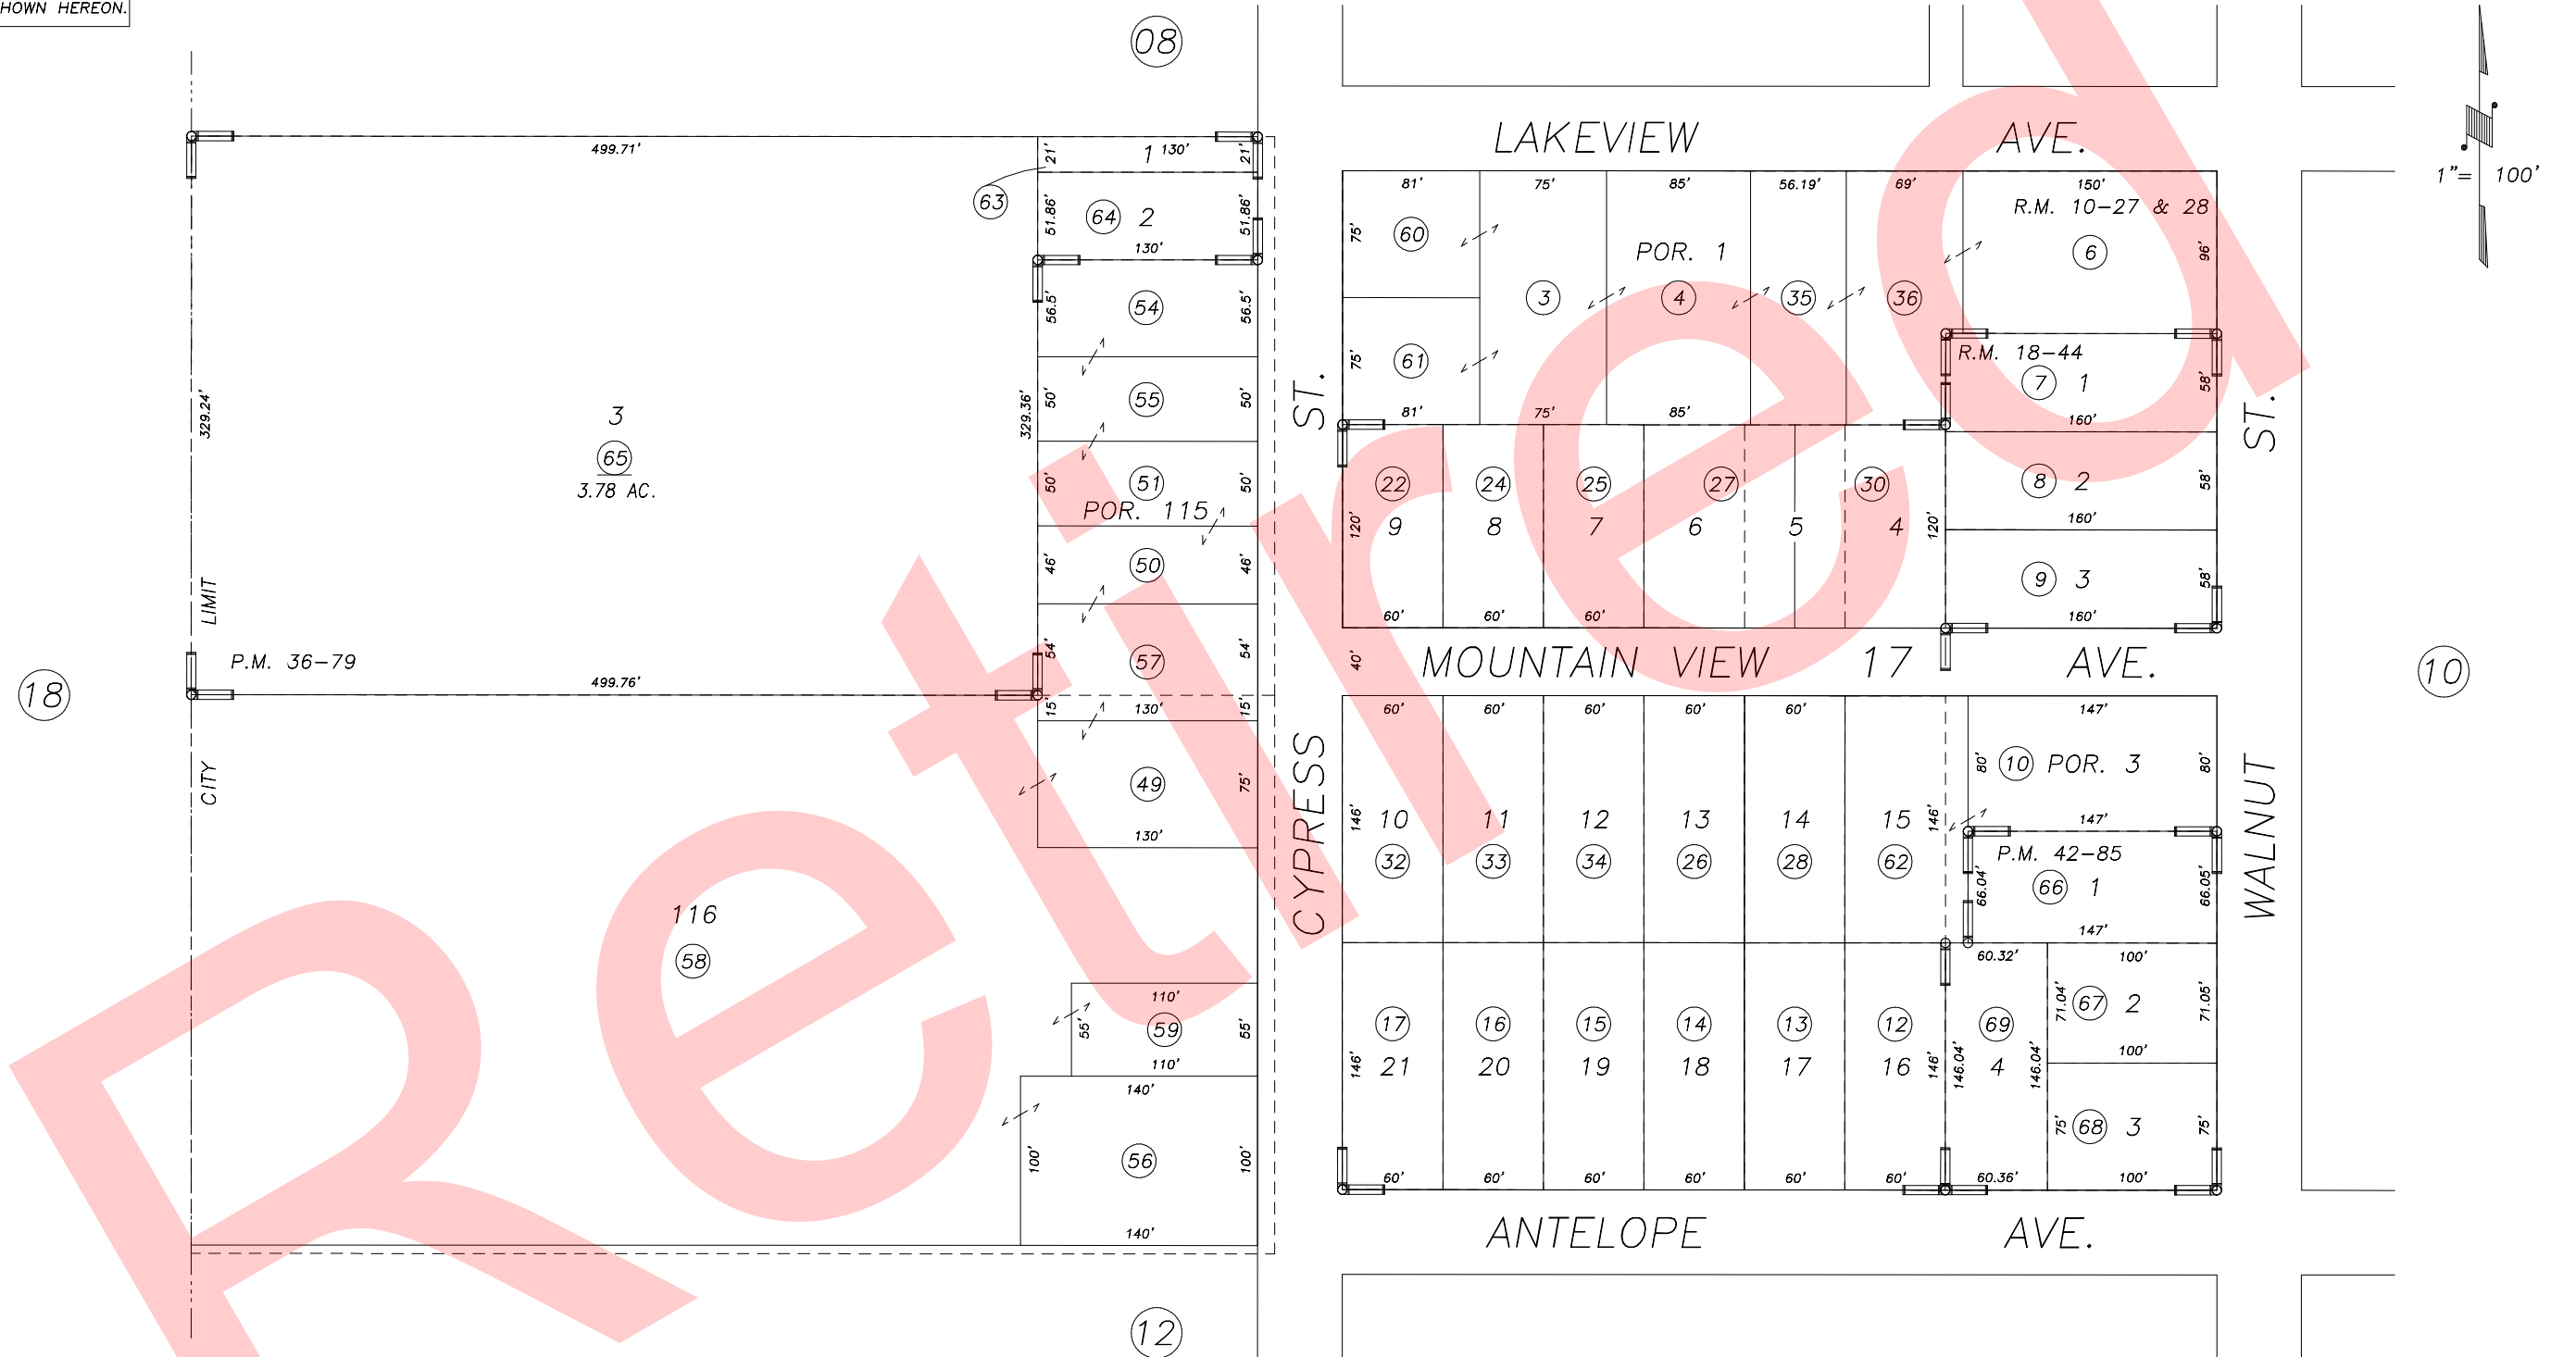 HOWN HEREON.
08
LAKEVIEW AVE.
1"= 100'
499.71'
21' 1 130' 21'
63
51.86' 64 2 51.86'
130'
81' 75' 85' 56.19' 69' 150'
R.M. 10-27 & 28
75' 60
POR. 1
6 96'
3 4 35 36
56.5' 54 56.5'
75' 61
R.M. 18-44
7 1 58'
81' 75' 85' 160'
50' 55 50'
329.24' 3 329.36'
65
3.78 AC.
ST.
ST.
50' 51 50'
POR. 115
22 24 25 27 30
120' 9 8 7 6 5 4 120'
8 2 58'
160'
46' 50 46'
9 3 58'
60' 60' 60' 160'
LIMIT
54' 57 54'
P.M. 36-79
499.76'
40' MOUNTAIN VIEW 17 AVE.
18
10
15' 130' 15'
60' 60' 60' 60' 60' 147'
CITY
49 75'
130'
CYPRESS
WALNUT
80' 10 POR. 3 80'
147'
146' 10 11 12 13 14 15 146'
32 33 34 26 28 62
P.M. 42-85
66.04' 66 1 66.05'
147'
116
58
60.32' 100'
110'
55' 59 55'
110'
17 16 15 14 13 12 69
71.04' 67 2 71.05'
100'
146' 21 20 19 18 17 16 146' 146.04' 4 146.04'
140'
100' 56 100'
140'
75' 68 3 75'
60' 60' 60' 60' 60' 60' 60.36' 100'
ANTELOPE AVE.
12
Retired